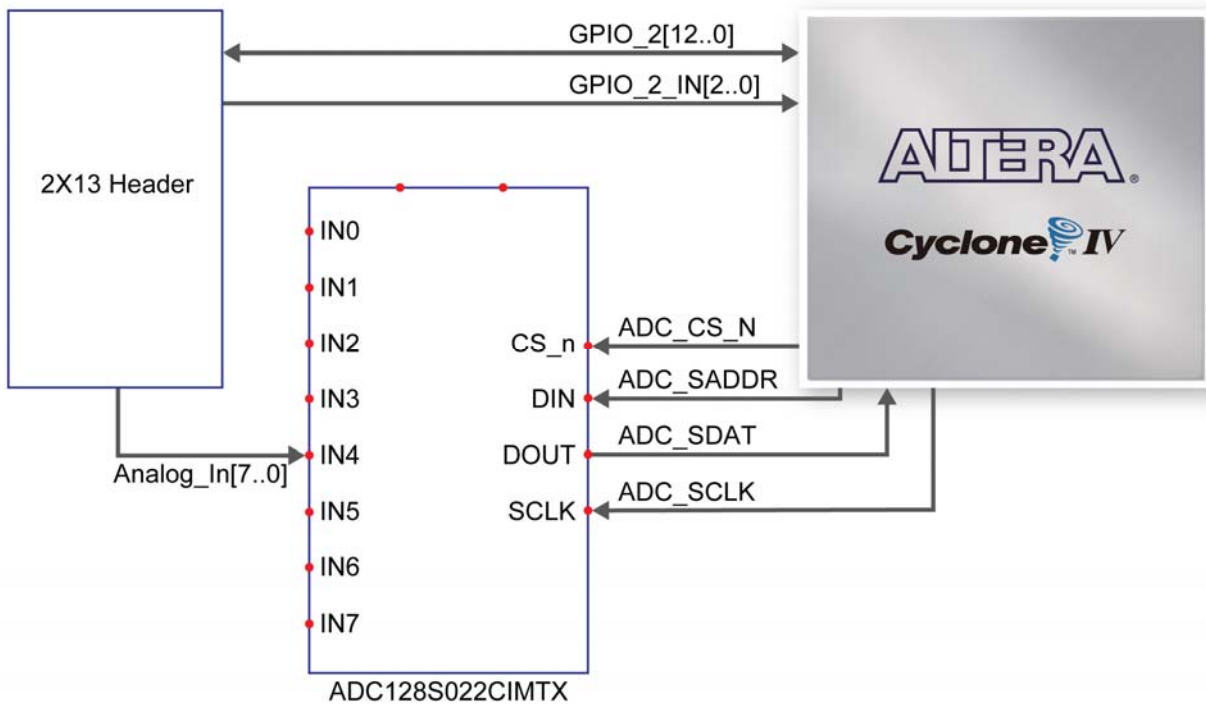 GPIO_2[12..0]
GPIO_2_IN[2..0]
2X13 Header
ALTERA®
Cyclone™ IV
IN0
IN1
IN2
IN3
IN4
IN5
IN6
IN7
Analog_In[7..0]
CS_n
DIN
DOUT
SCLK
ADC_CS_N
ADC_SADDR
ADC_SDAT
ADC_SCLK
ADC128S022CIMTX